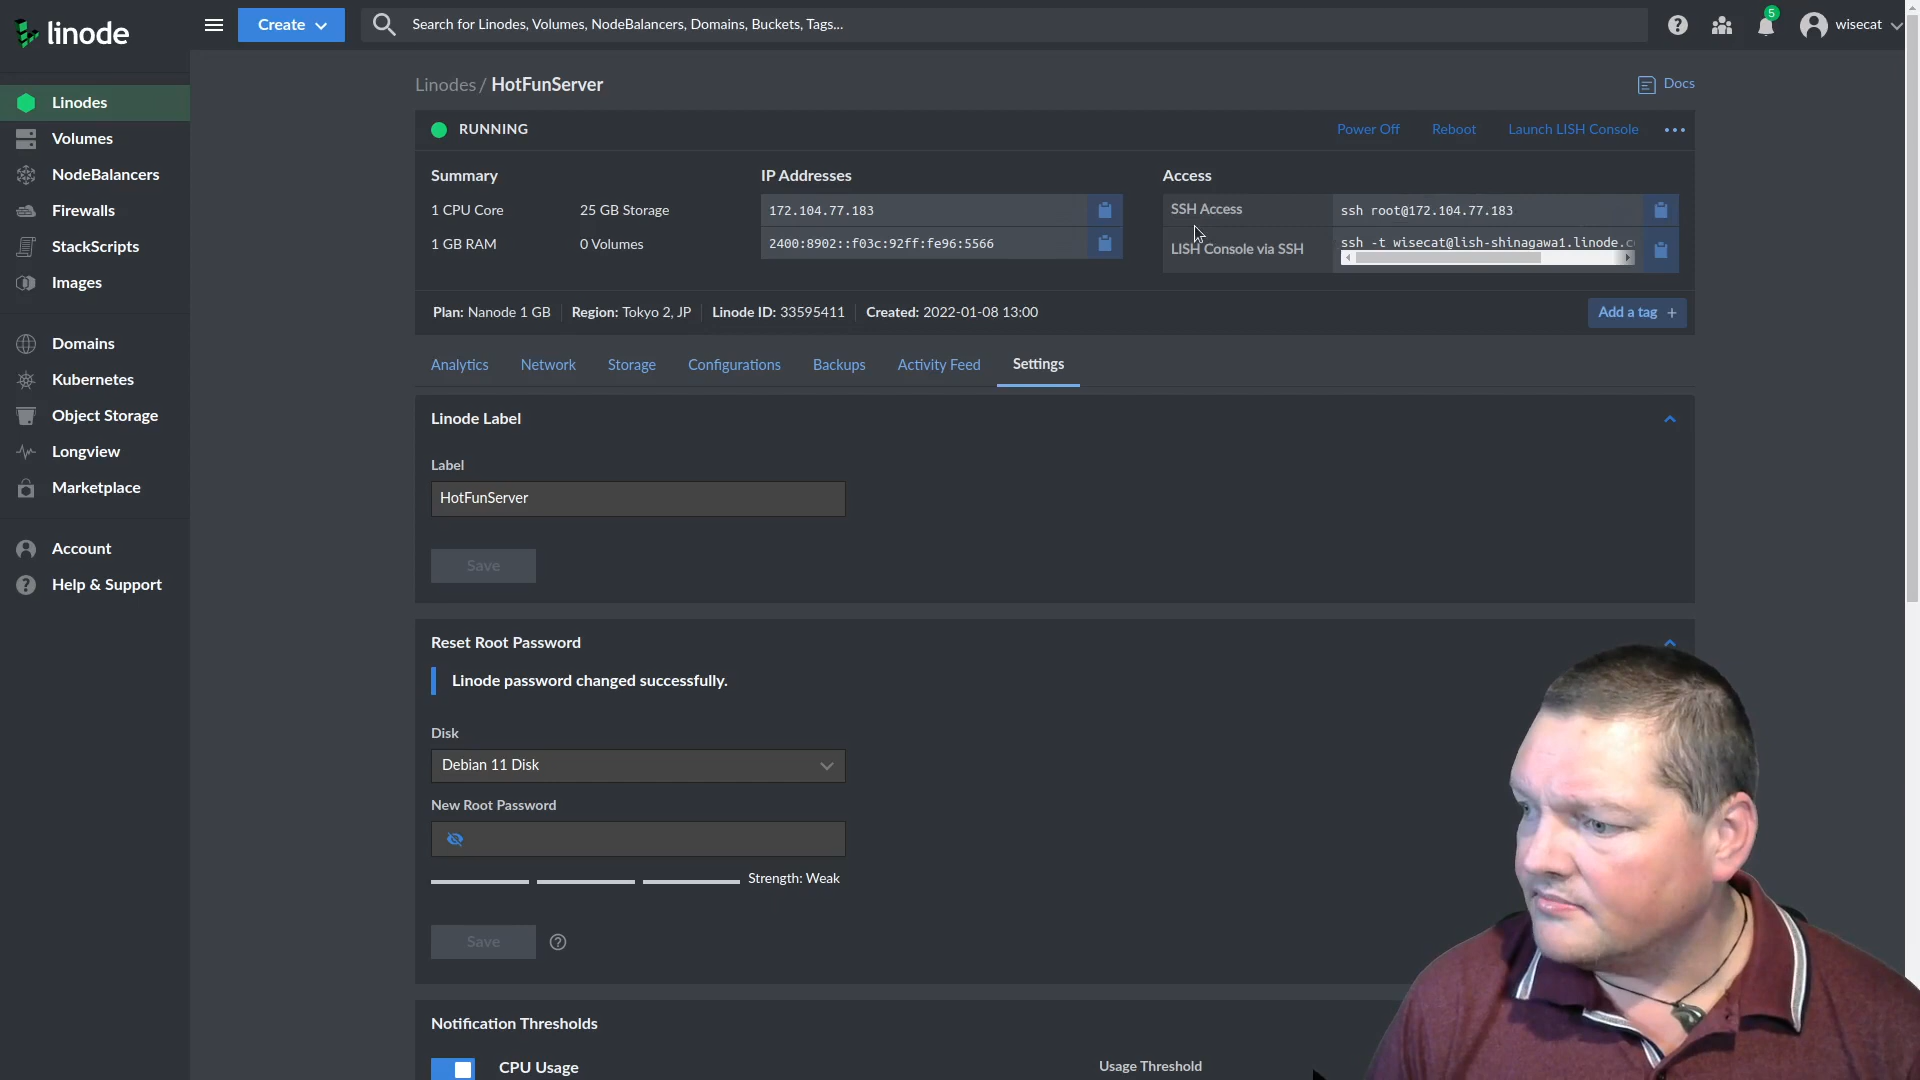 linode
Create
Search for Linodes, Volumes, NodeBalancers, Domains, Buckets, Tags...
5
wisecat
Linodes
Volumes
NodeBalancers
Firewalls
StackScripts
Images
Domains
Kubernetes
Object Storage
Longview
Marketplace
Account
Help & Support
Linodes / HotFunServer
Docs
RUNNING
Power Off Reboot Launch LISH Console
Summary
1 CPU Core 25 GB Storage
1 GB RAM 0 Volumes
IP Addresses
172.104.77.183
2400:8902::f03c:92ff:fe96:5566
Access
SSH Access ssh root@172.104.77.183
LISH Console via SSH ssh -t wisecat@lish-shinagawa1.linode.c
Plan: Nanode 1 GB Region: Tokyo 2, JP Linode ID: 33595411 Created: 2022-01-08 13:00
Add a tag +
Analytics Network Storage Configurations Backups Activity Feed Settings
Linode Label
Label
HotFunServer
Save
Reset Root Password
Linode password changed successfully.
Disk
Debian 11 Disk
New Root Password
Strength: Weak
Save
Notification Thresholds
CPU Usage
Usage Threshold